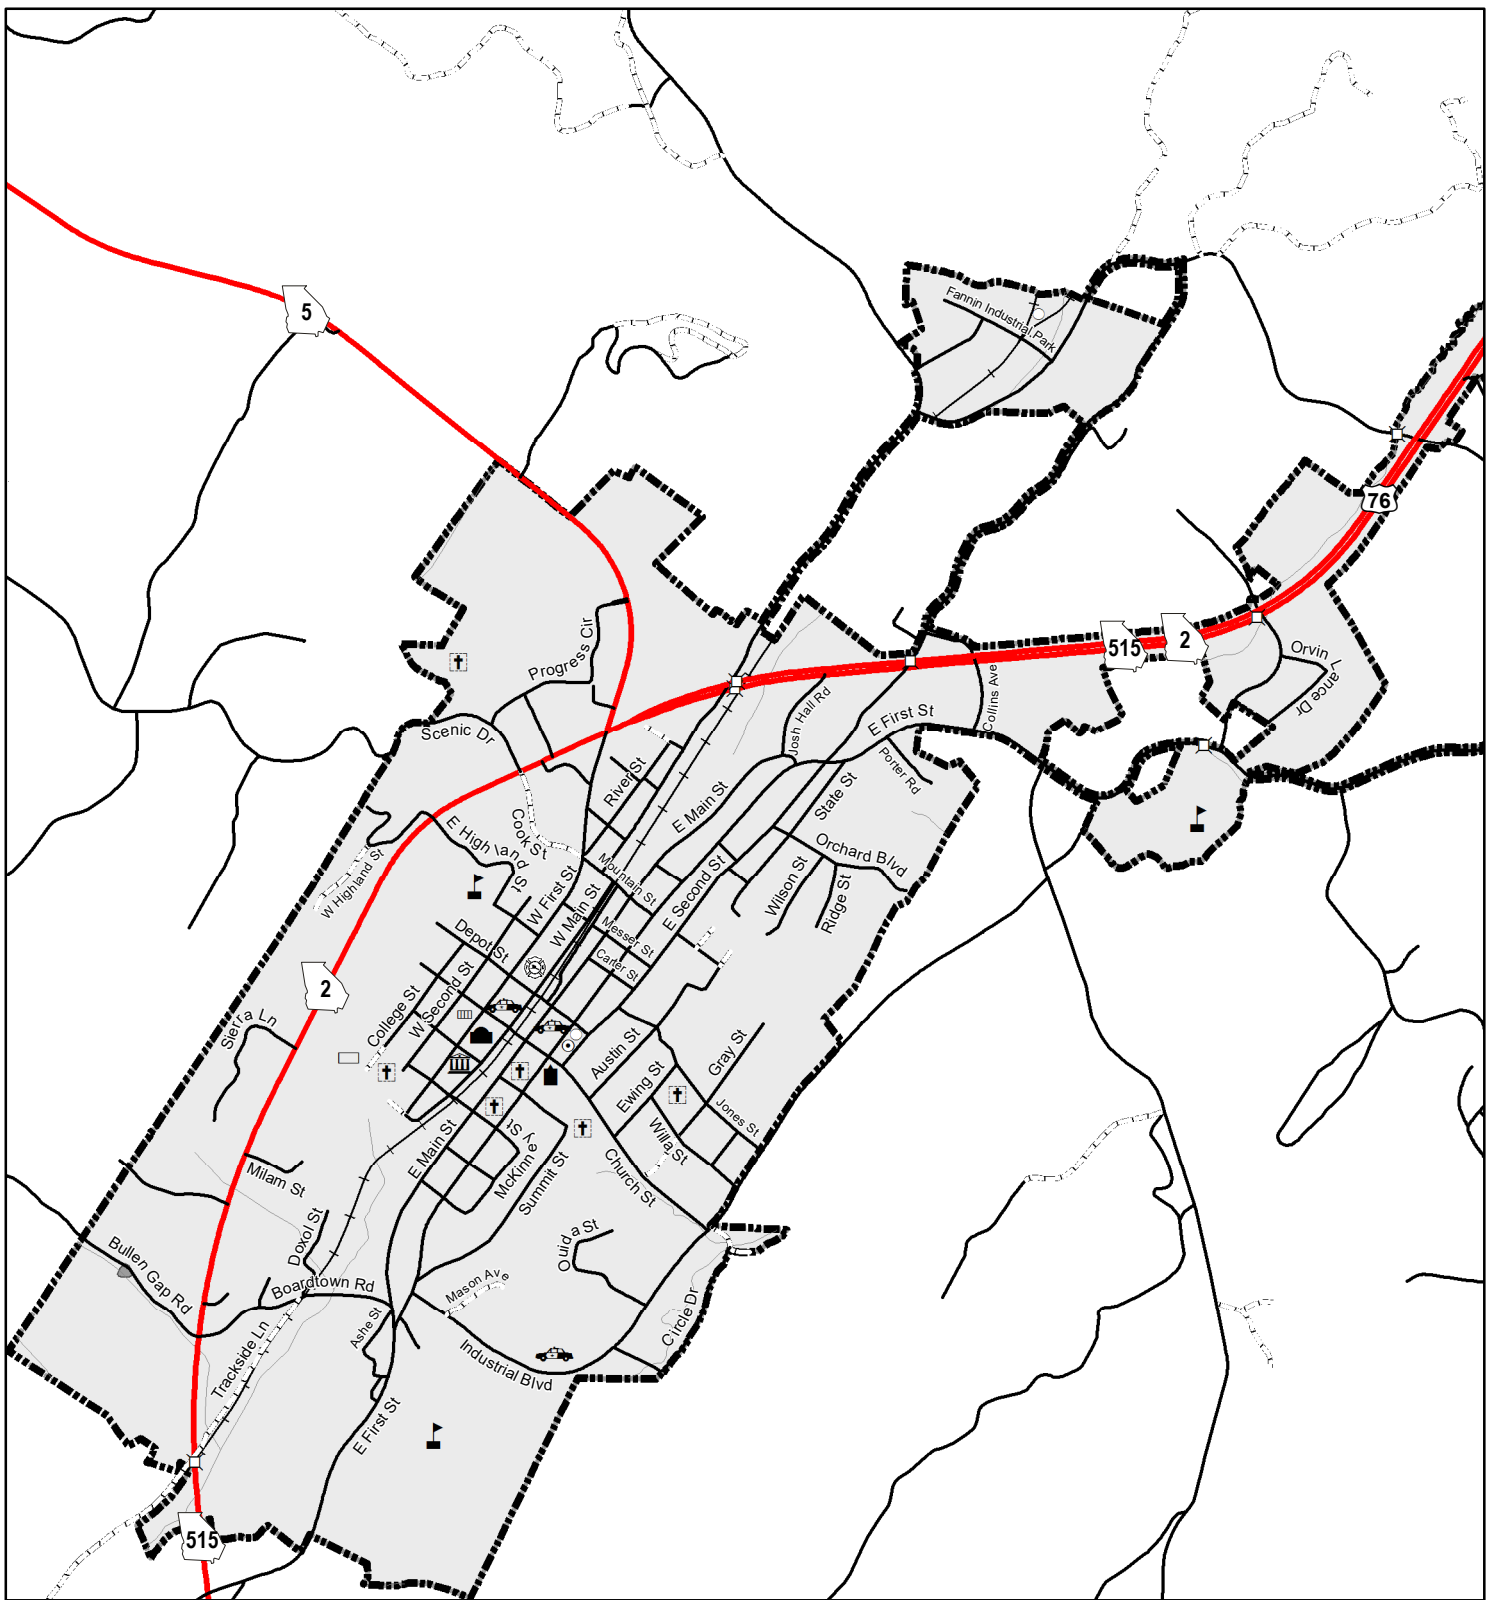 5
Fannin Industrial Park
76
Progress Cir
515
2
Orvin Lance Dr
Scenic Dr
Josh Hall Rd
E First St
Collins Ave
River St
E Main St
State St
Porter Rd
Cook St
E Highland St
Orchard Blvd
W Highland St
Mountain St
W First St
W Main St
E Second St
Wilson St
Ridge St
Depot St
Messer St
Carter St
W Second St
College St
2
Sierra Ln
Austin St
Gray St
Ewing St
Jones St
E Main St
McKinney St
Willa St
Summit St
Church St
Milam St
Doxol St
Ouida St
Bullen Gap Rd
Boardtown Rd
Mason Ave
Ashe St
Circle Dr
Trackside Ln
Industrial Blvd
E First St
515